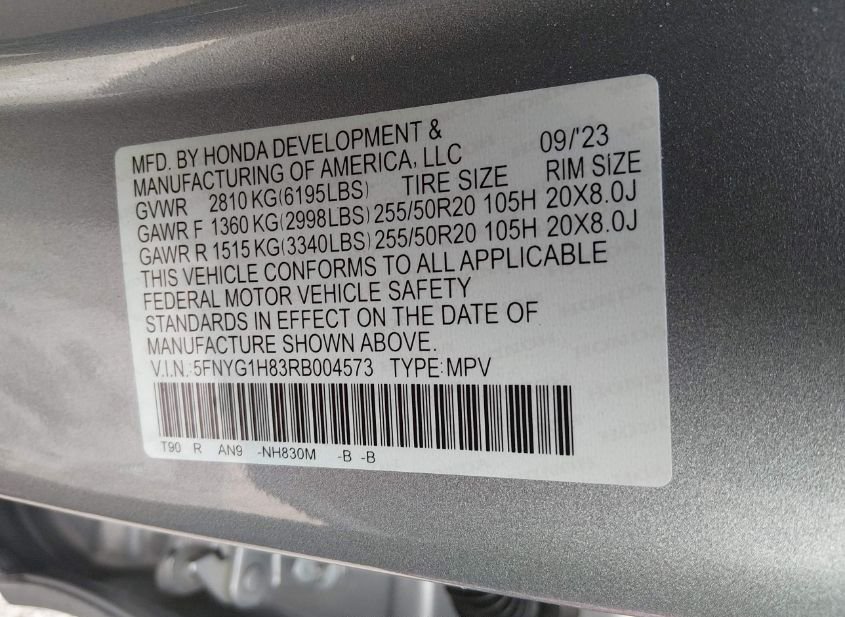 MFD. BY HONDA DEVELOPMENT & 09/'23
MANUFACTURING OF AMERICA, LLC
GVWR 2810 KG(6195LBS) TIRE SIZE RIM SIZE
GAWR F 1360 KG(2998LBS) 255/50R20 105H 20X8.0J
GAWR R 1515 KG(3340LBS) 255/50R20 105H 20X8.0J
THIS VEHICLE CONFORMS TO ALL APPLICABLE
FEDERAL MOTOR VEHICLE SAFETY
STANDARDS IN EFFECT ON THE DATE OF
MANUFACTURE SHOWN ABOVE.
V.I.N.: 5FNYG1H83RB004573 TYPE: MPV
T90 R AN9 -NH830M -B -B